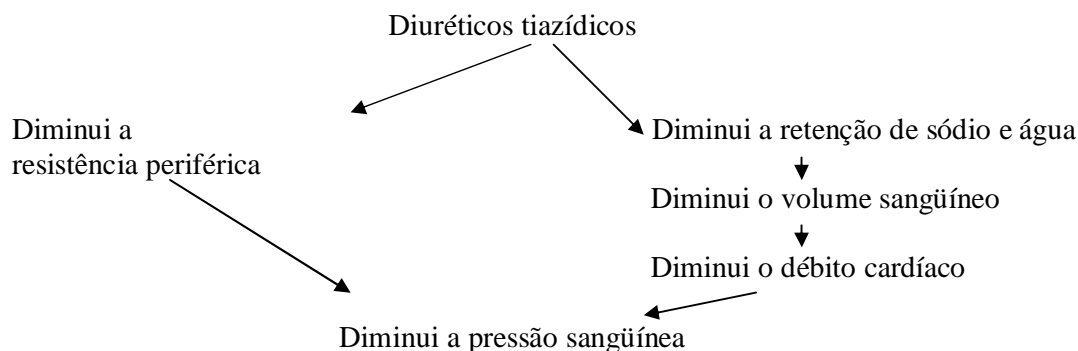 Diuréticos tiazídicos
Diminui a
resistência periférica
Diminui a retenção de sódio e água
Diminui o volume sangüíneo
Diminui o débito cardíaco
Diminui a pressão sangüínea